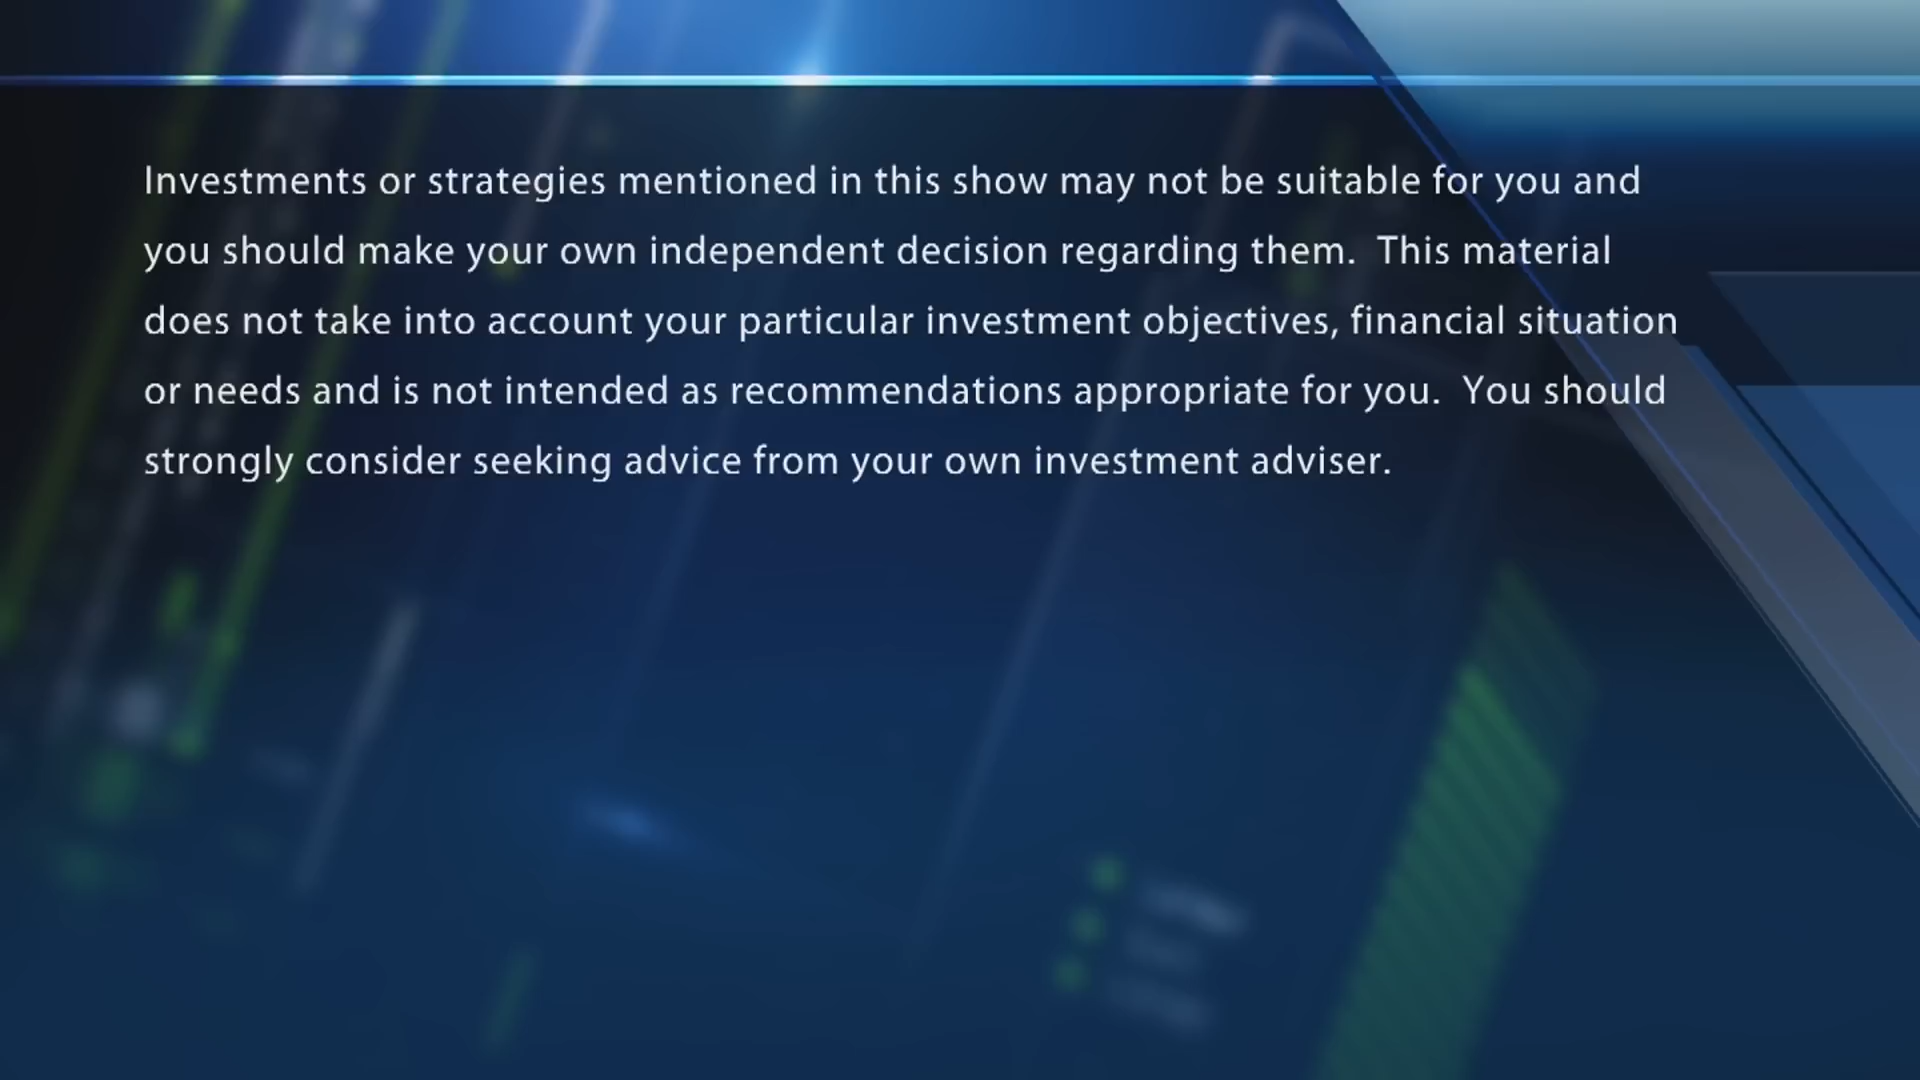 Investments or strategies mentioned in this show may not be suitable for you and
you should make your own independent decision regarding them.  This material
does not take into account your particular investment objectives, financial situation
or needs and is not intended as recommendations appropriate for you.  You should
strongly consider seeking advice from your own investment adviser.